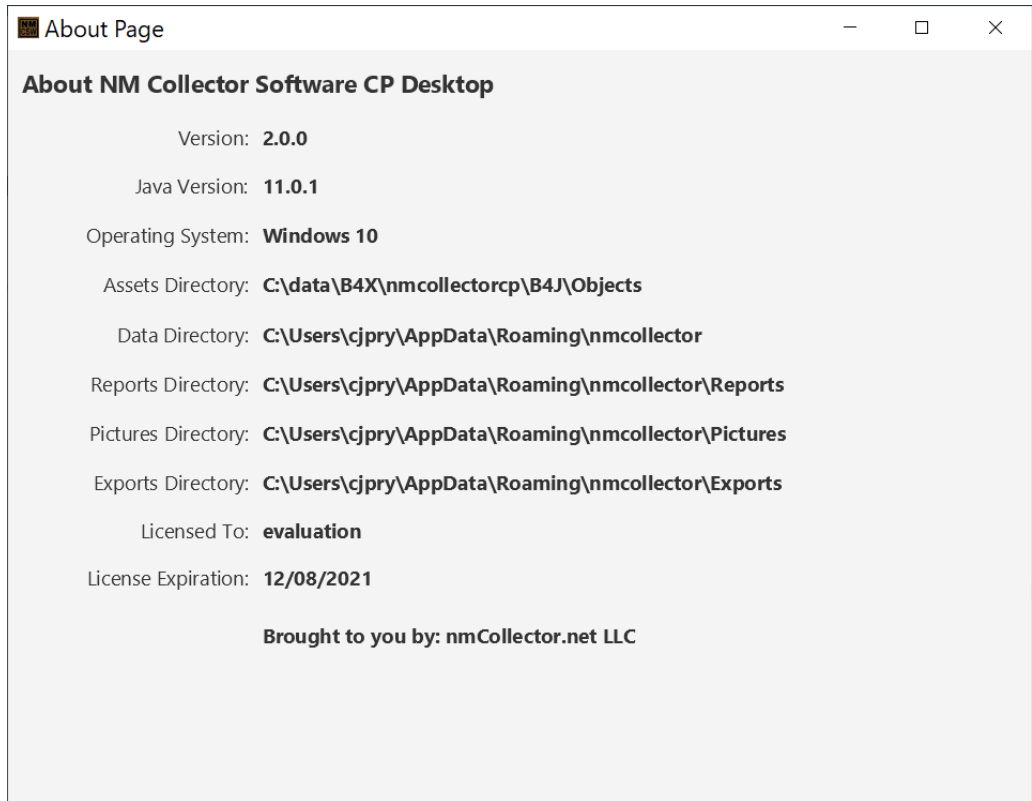 About Page
About NM Collector Software CP Desktop
Version: 2.0.0
Java Version: 11.0.1
Operating System: Windows 10
Assets Directory: C:\data\B4X\nmcollectorcp\B4J\Objects
Data Directory: C:\Users\cjpry\AppData\Roaming\nmcollector
Reports Directory: C:\Users\cjpry\AppData\Roaming\nmcollector\Reports
Pictures Directory: C:\Users\cjpry\AppData\Roaming\nmcollector\Pictures
Exports Directory: C:\Users\cjpry\AppData\Roaming\nmcollector\Exports
Licensed To: evaluation
License Expiration: 12/08/2021
Brought to you by: nmCollector.net LLC